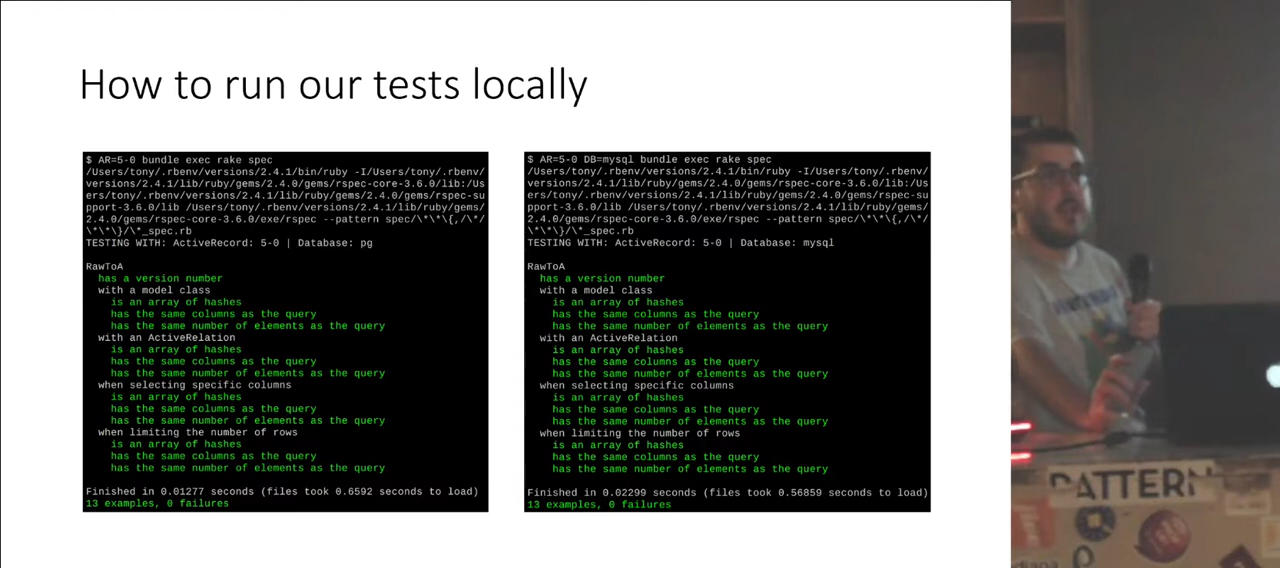 How to run our tests locally
$ AR=5-0 bundle exec rake spec
/Users/tony/.rbenv/versions/2.4.1/bin/ruby -I/Users/tony/.rbenv/
versions/2.4.1/lib/ruby/gems/2.4.0/gems/rspec-core-3.6.0/lib:/Us
ers/tony/.rbenv/versions/2.4.1/lib/ruby/gems/2.4.0/gems/rspec-su
pport-3.6.0/lib /Users/tony/.rbenv/versions/2.4.1/lib/ruby/gems/
2.4.0/gems/rspec-core-3.6.0/exe/rspec --pattern spec/\*\*\{,/\*/
\*\*\}/\*_spec.rb
TESTING WITH: ActiveRecord: 5-0 | Database: pg
RawToA
has a version number
with a model class
is an array of hashes
has the same columns as the query
has the same number of elements as the query
with an ActiveRelation
is an array of hashes
has the same columns as the query
has the same number of elements as the query
when selecting specific columns
is an array of hashes
has the same columns as the query
has the same number of elements as the query
when limiting the number of rows
is an array of hashes
has the same columns as the query
has the same number of elements as the query
Finished in 0.01277 seconds (files took 0.6592 seconds to load)
13 examples, 0 failures
$ AR=5-0 DB=mysql bundle exec rake spec
/Users/tony/.rbenv/versions/2.4.1/bin/ruby -I/Users/tony/.rbenv/
versions/2.4.1/lib/ruby/gems/2.4.0/gems/rspec-core-3.6.0/lib:/Us
ers/tony/.rbenv/versions/2.4.1/lib/ruby/gems/2.4.0/gems/rspec-su
pport-3.6.0/lib /Users/tony/.rbenv/versions/2.4.1/lib/ruby/gems/
2.4.0/gems/rspec-core-3.6.0/exe/rspec --pattern spec/\*\*\{,/\*/
\*\*\}/\*_spec.rb
TESTING WITH: ActiveRecord: 5-0 | Database: mysql
RawToA
has a version number
with a model class
is an array of hashes
has the same columns as the query
has the same number of elements as the query
with an ActiveRelation
is an array of hashes
has the same columns as the query
has the same number of elements as the query
when selecting specific columns
is an array of hashes
has the same columns as the query
has the same number of elements as the query
when limiting the number of rows
is an array of hashes
has the same columns as the query
has the same number of elements as the query
Finished in 0.02299 seconds (files took 0.56859 seconds to load)
13 examples, 0 failures
PATTERN